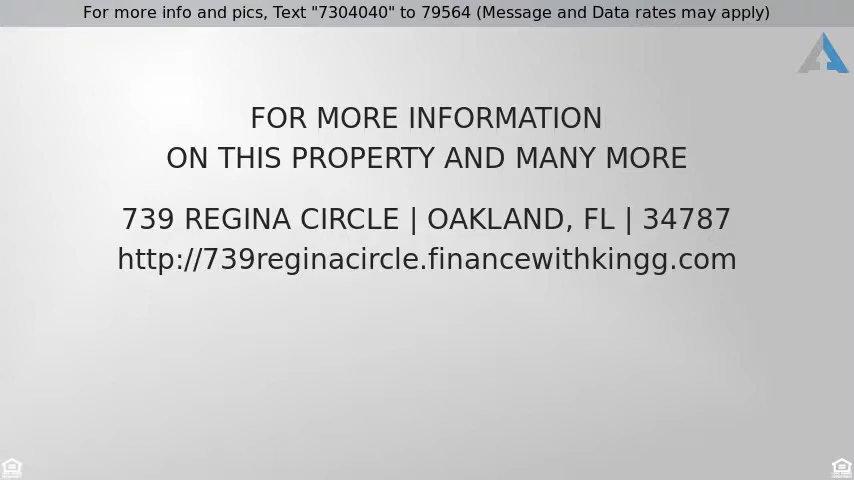 For more info and pics, Text "7304040" to 79564 (Message and Data rates may apply)
FOR MORE INFORMATION
ON THIS PROPERTY AND MANY MORE
739 REGINA CIRCLE | OAKLAND, FL | 34787
http://739reginacircle.financewithkingg.com